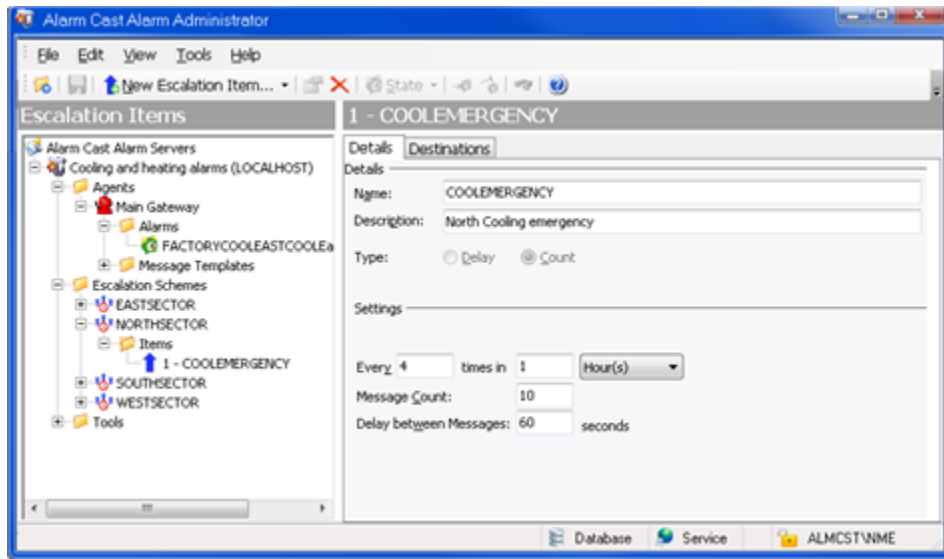 Alarm Cast Alarm Administrator
File Edit View Tools Help
New Escalation Item... State
Escalation Items
Alarm Cast Alarm Servers
Cooling and heating alarms (LOCALHOST)
Agents
Main Gateway
Alarms
FACTORYCOOLEASTCOOLEa
Message Templates
Escalation Schemes
EASTSECTOR
NORTHSECTOR
Items
1 - COOLEMERGENCY
SOUTHSECTOR
WESTSECTOR
Tools
1 - COOLEMERGENCY
Details Destinations
Details
Name: COOLEMERGENCY
Description: North Cooling emergency
Type: Delay Count
Settings
Every 4 times in 1 Hour(s)
Message Count: 10
Delay between Messages: 60 seconds
Database Service ALMCST\NME